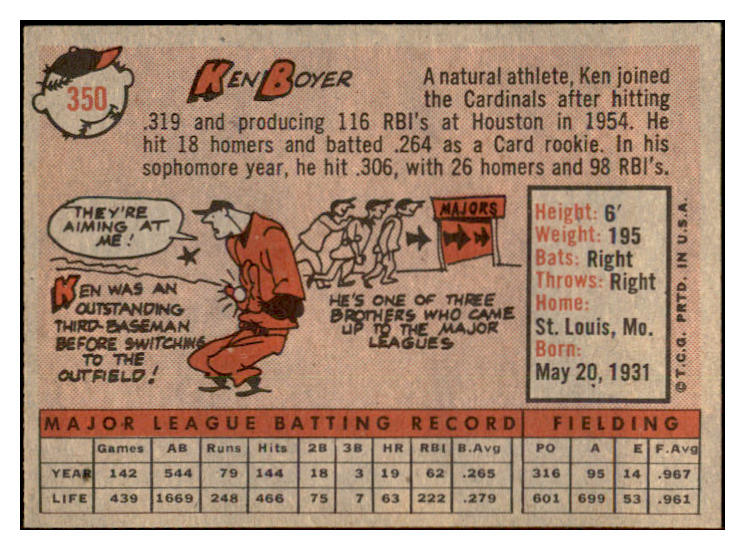 350
KEN BOYER
A natural athlete, Ken joined
the Cardinals after hitting
.319 and producing 116 RBI's at Houston in 1954. He
hit 18 homers and batted .264 as a Card rookie. In his
sophomore year, he hit .306, with 26 homers and 98 RBI's.
THEY'RE
AIMING AT
ME!
KEN WAS AN
OUTSTANDING
THIRD-BASEMAN
BEFORE SWITCHING
TO THE
OUTFIELD!
MAJORS
HE'S ONE OF THREE
BROTHERS WHO CAME
UP TO THE MAJOR
LEAGUES
Height: 6'
Weight: 195
Bats: Right
Throws: Right
Home:
St. Louis, Mo.
Born:
May 20, 1931
© T.C.G. PRTD. IN U.S.A.
MAJOR LEAGUE BATTING RECORD FIELDING
Games AB Runs Hits 2B 3B HR RBI B.Avg PO A E F.Avg
YEAR 142 544 79 144 18 3 19 62 .265 316 95 14 .967
LIFE 439 1669 248 466 75 7 63 222 .279 601 699 53 .961